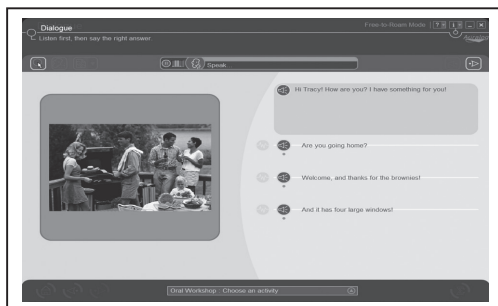 Dialogue
Free-to-Roam Mode
Listen first, then say the right answer.
Speak
Hi Tracy! How are you? I have something for you!
Are you going home?
Welcome, and thanks for the brownies!
And it has four large windows!
Oral Workshop : Choose an activity